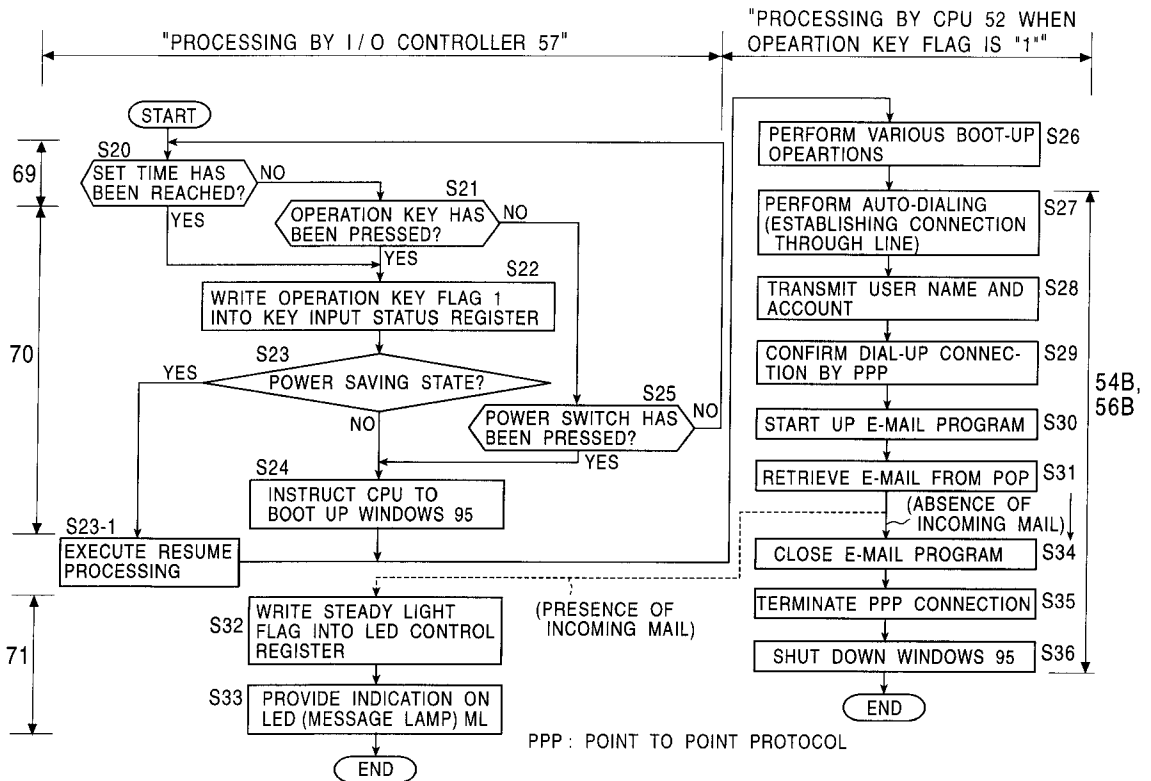 "PROCESSING BY I/O CONTROLLER 57"
"PROCESSING BY CPU 52 WHEN
OPEARTION KEY FLAG IS "1""
START
69
S20
SET TIME HAS
BEEN REACHED?
NO
YES
S21
OPERATION KEY HAS
BEEN PRESSED?
NO
YES
70
S22
WRITE OPERATION KEY FLAG 1
INTO KEY INPUT STATUS REGISTER
S23
POWER SAVING STATE?
YES
NO
S25
POWER SWITCH HAS
BEEN PRESSED?
NO
YES
S24
INSTRUCT CPU TO
BOOT UP WINDOWS 95
S23-1
EXECUTE RESUME
PROCESSING
71
S32
WRITE STEADY LIGHT
FLAG INTO LED CONTROL
REGISTER
S33
PROVIDE INDICATION ON
LED (MESSAGE LAMP) ML
END
(PRESENCE OF
INCOMING MAIL)
PERFORM VARIOUS BOOT-UP
OPEARTIONS
S26
PERFORM AUTO-DIALING
(ESTABLISHING CONNECTION
THROUGH LINE)
S27
TRANSMIT USER NAME AND
ACCOUNT
S28
CONFIRM DIAL-UP CONNEC-
TION BY PPP
S29
START UP E-MAIL PROGRAM
S30
RETRIEVE E-MAIL FROM POP
S31
(ABSENCE OF
INCOMING MAIL)
CLOSE E-MAIL PROGRAM
S34
TERMINATE PPP CONNECTION
S35
SHUT DOWN WINDOWS 95
S36
END
54B,
56B
PPP : POINT TO POINT PROTOCOL